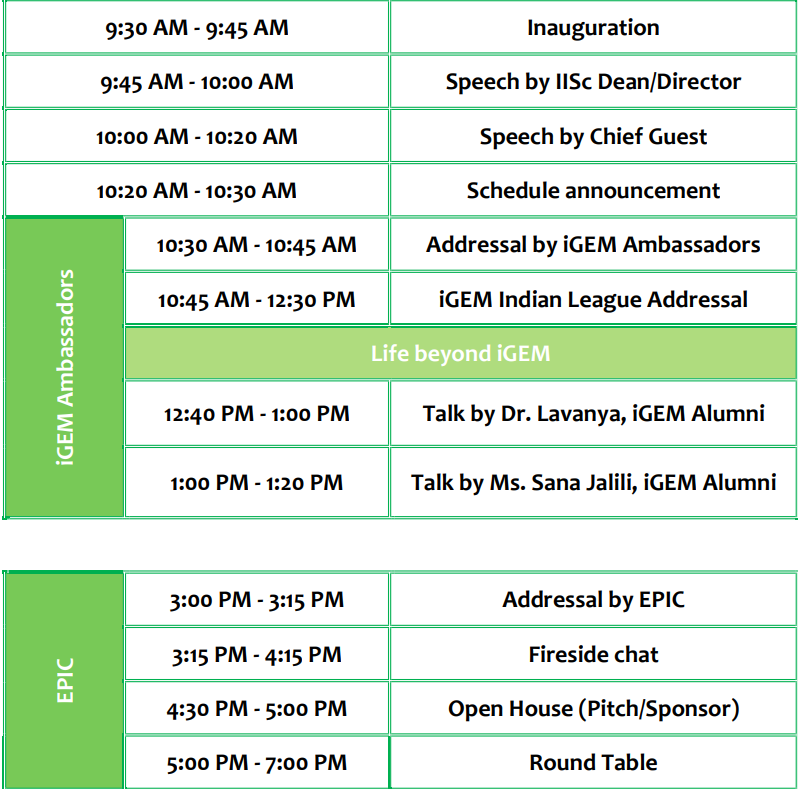 9:30 AM - 9:45 AM Inauguration
9:45 AM - 10:00 AM Speech by IISc Dean/Director
10:00 AM - 10:20 AM Speech by Chief Guest
10:20 AM - 10:30 AM Schedule announcement
iGEM Ambassadors
10:30 AM - 10:45 AM Addressal by iGEM Ambassadors
10:45 AM - 12:30 PM iGEM Indian League Addressal
Life beyond iGEM
12:40 PM - 1:00 PM Talk by Dr. Lavanya, iGEM Alumni
1:00 PM - 1:20 PM Talk by Ms. Sana Jalili, iGEM Alumni
EPIC
3:00 PM - 3:15 PM Addressal by EPIC
3:15 PM - 4:15 PM Fireside chat
4:30 PM - 5:00 PM Open House (Pitch/Sponsor)
5:00 PM - 7:00 PM Round Table